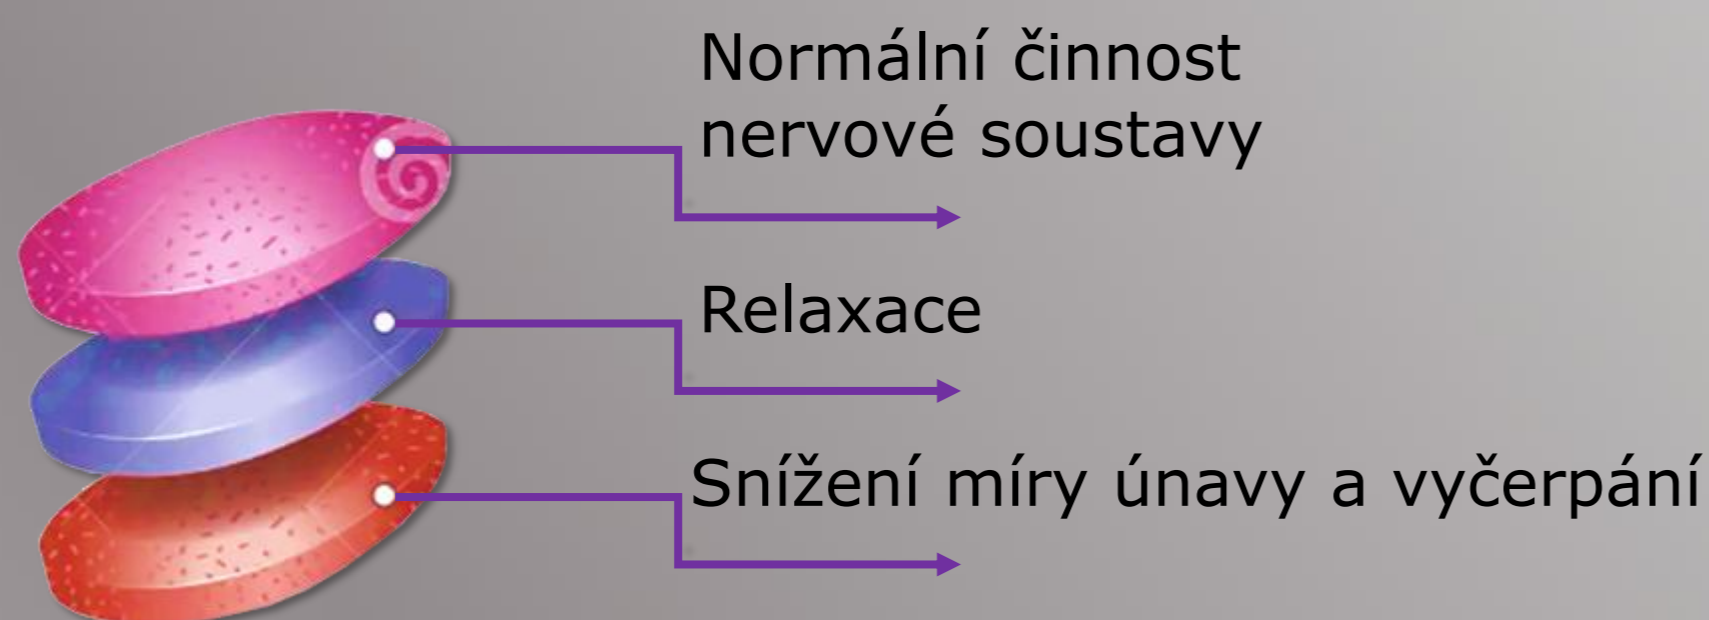 Normální činnost
nervové soustavy
Relaxace
Snížení míry únavy a vyčerpání